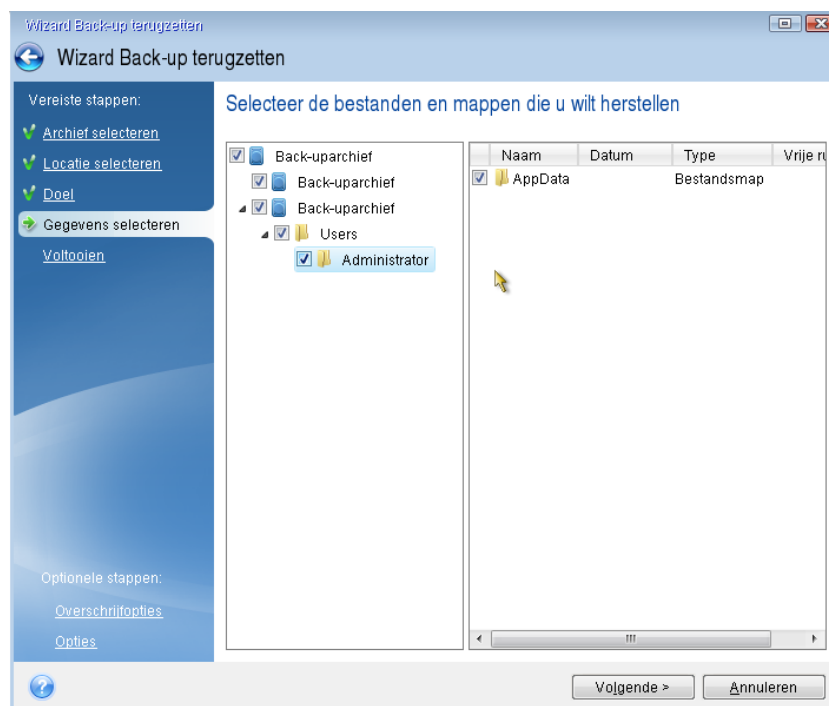 Wizard Back-up terugzetten
Wizard Back-up terugzetten
Vereiste stappen:
Archief selecteren
Locatie selecteren
Doel
Gegevens selecteren
Voltooien
Optionele stappen:
Overschrijfopties
Opties
Selecteer de bestanden en mappen die u wilt herstellen
Back-uparchief
Back-uparchief
Back-uparchief
Users
Administrator
Naam Datum Type Vrije
AppData Bestandsmap
Volgende >
Annuleren